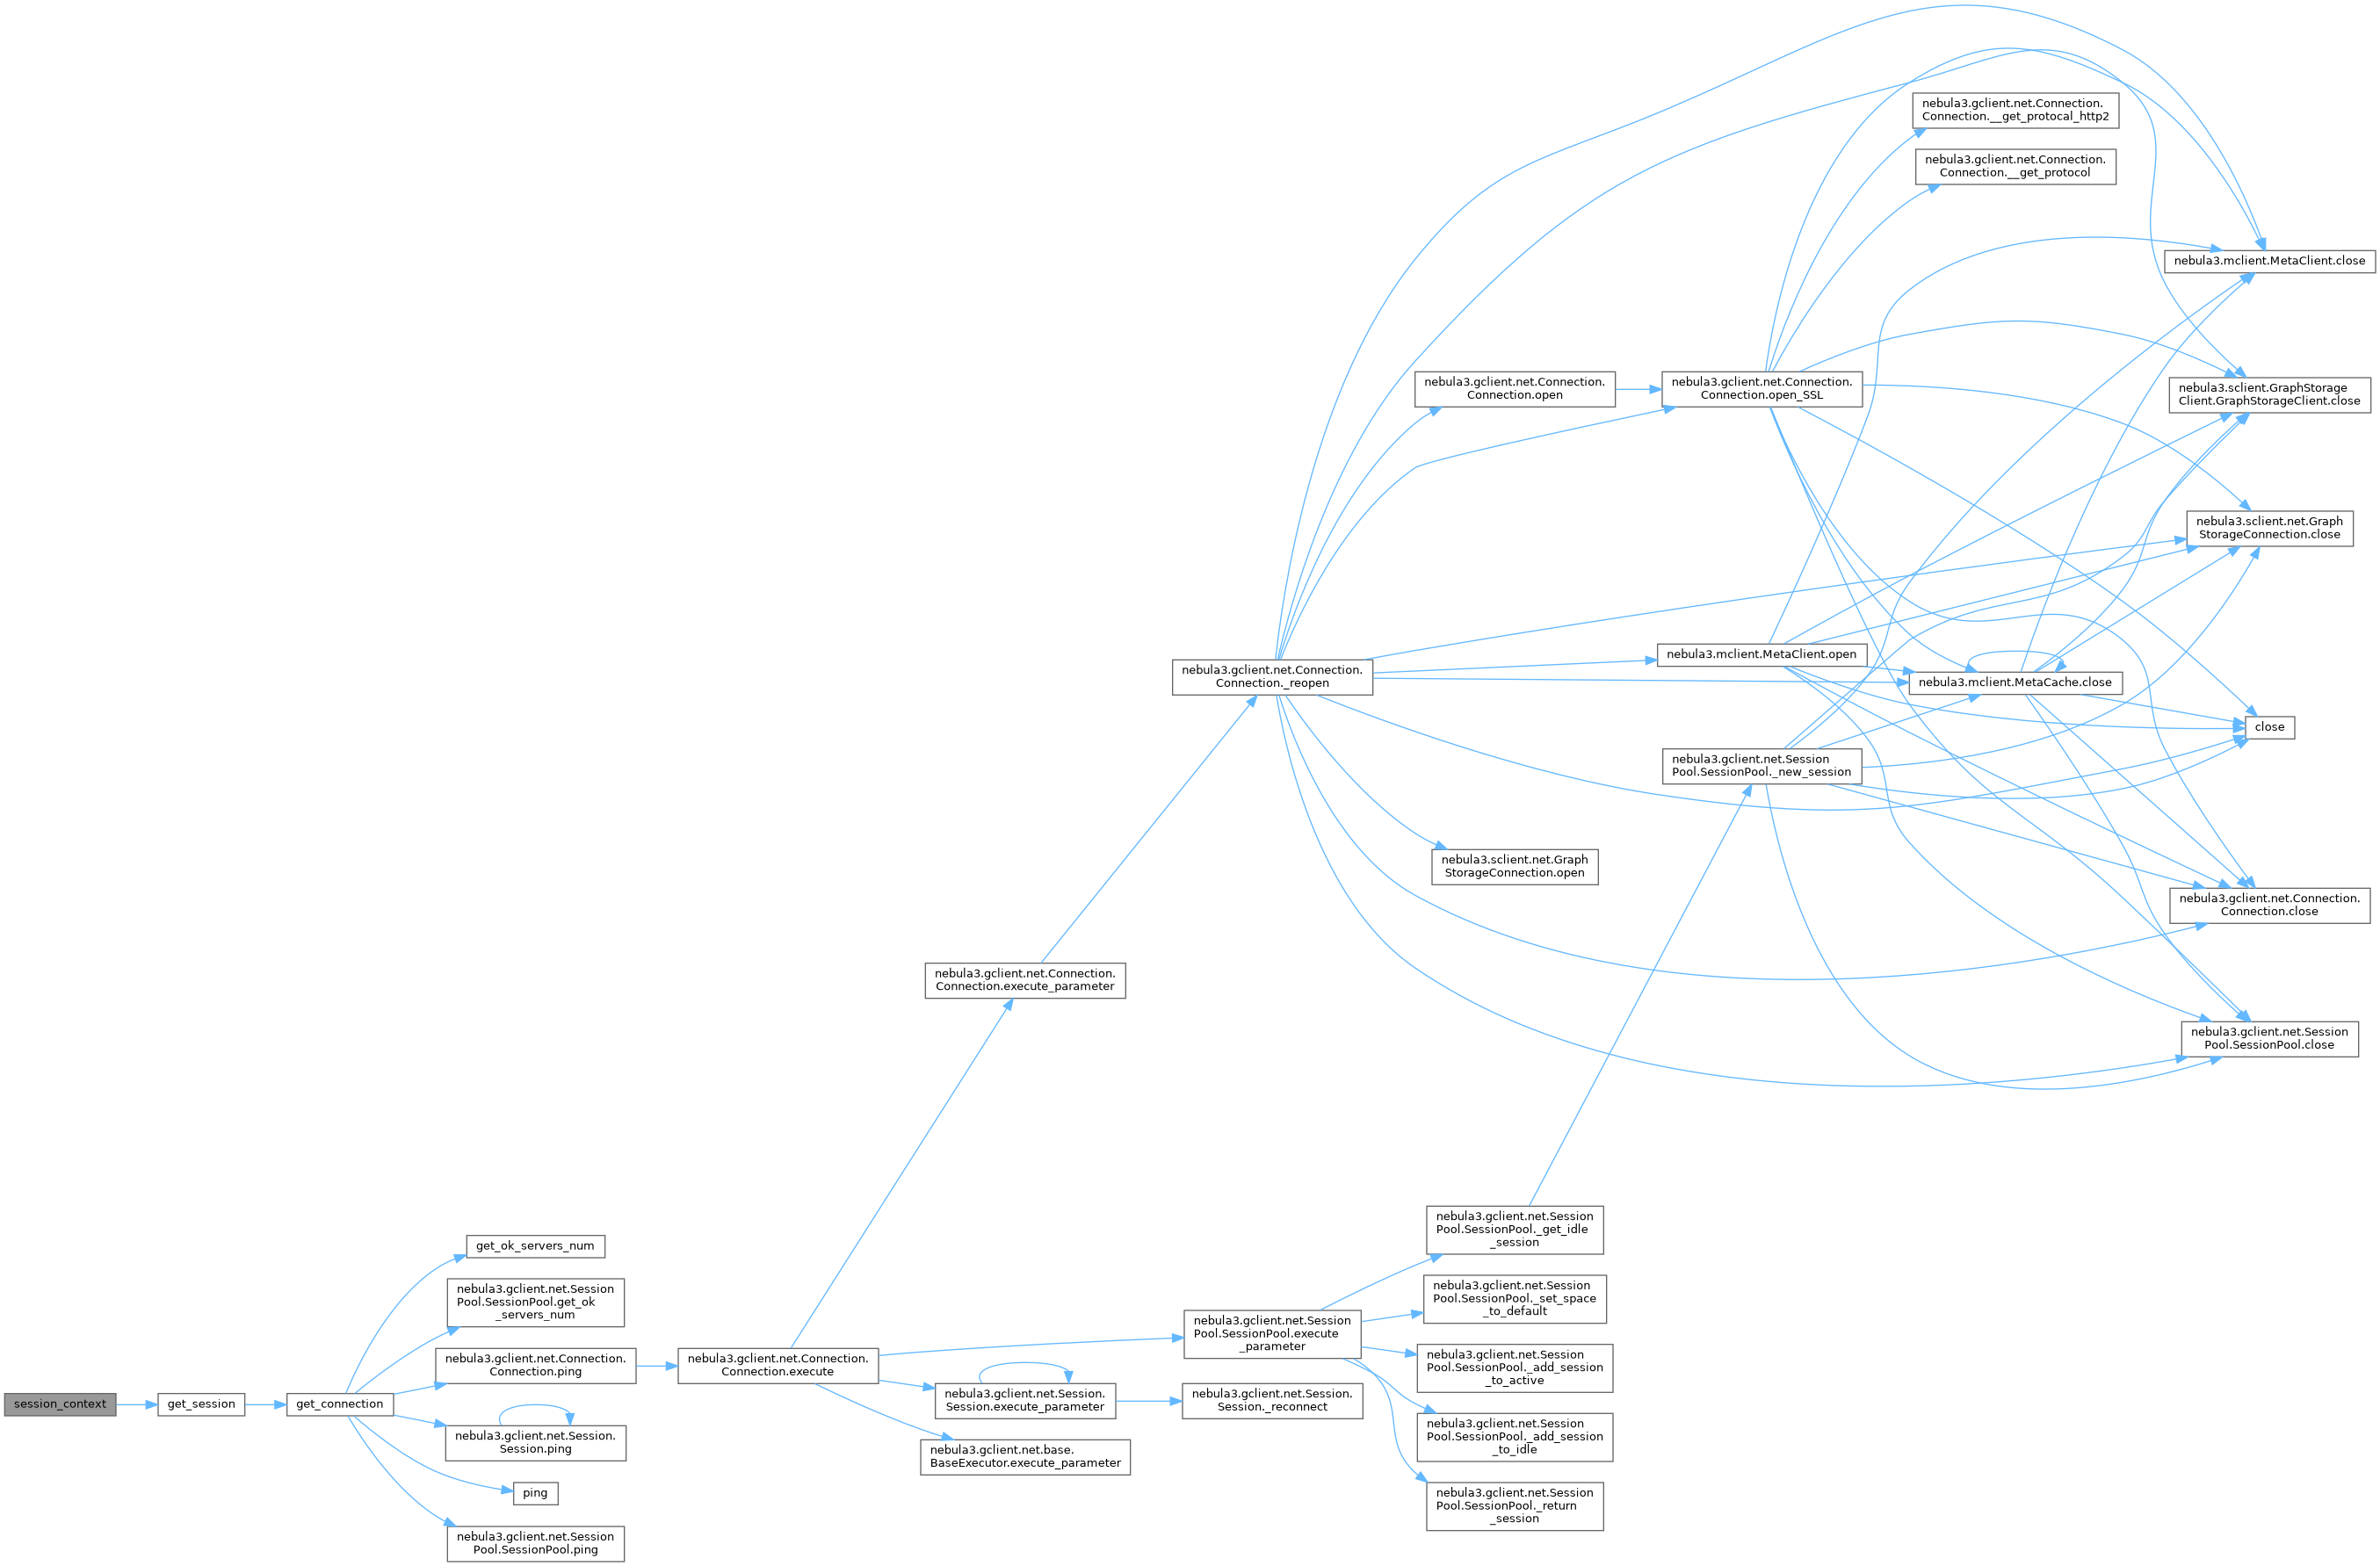 session_context
get_session
get_connection
get_ok_servers_num
nebula3.gclient.net.Session
Pool.SessionPool.get_ok
_servers_num
nebula3.gclient.net.Connection.
Connection.ping
nebula3.gclient.net.Session.
Session.ping
ping
nebula3.gclient.net.Session
Pool.SessionPool.ping
nebula3.gclient.net.Connection.
Connection.execute
nebula3.gclient.net.Connection.
Connection.execute_parameter
nebula3.gclient.net.Session.
Session.execute_parameter
nebula3.gclient.net.base.
BaseExecutor.execute_parameter
nebula3.gclient.net.Connection.
Connection._reopen
nebula3.gclient.net.Session
Pool.SessionPool.execute
_parameter
nebula3.gclient.net.Session.
Session._reconnect
nebula3.gclient.net.Connection.
Connection.open
nebula3.sclient.net.Graph
StorageConnection.open
nebula3.gclient.net.Session
Pool.SessionPool._get_idle
_session
nebula3.gclient.net.Session
Pool.SessionPool._set_space
_to_default
nebula3.gclient.net.Session
Pool.SessionPool._add_session
_to_active
nebula3.gclient.net.Session
Pool.SessionPool._add_session
_to_idle
nebula3.gclient.net.Session
Pool.SessionPool._return
_session
nebula3.gclient.net.Connection.
Connection.open_SSL
nebula3.mclient.MetaClient.open
nebula3.gclient.net.Session
Pool.SessionPool._new_session
nebula3.gclient.net.Connection.
Connection.__get_protocal_http2
nebula3.gclient.net.Connection.
Connection.__get_protocol
nebula3.mclient.MetaCache.close
nebula3.mclient.MetaClient.close
nebula3.sclient.GraphStorage
Client.GraphStorageClient.close
nebula3.sclient.net.Graph
StorageConnection.close
close
nebula3.gclient.net.Connection.
Connection.close
nebula3.gclient.net.Session
Pool.SessionPool.close